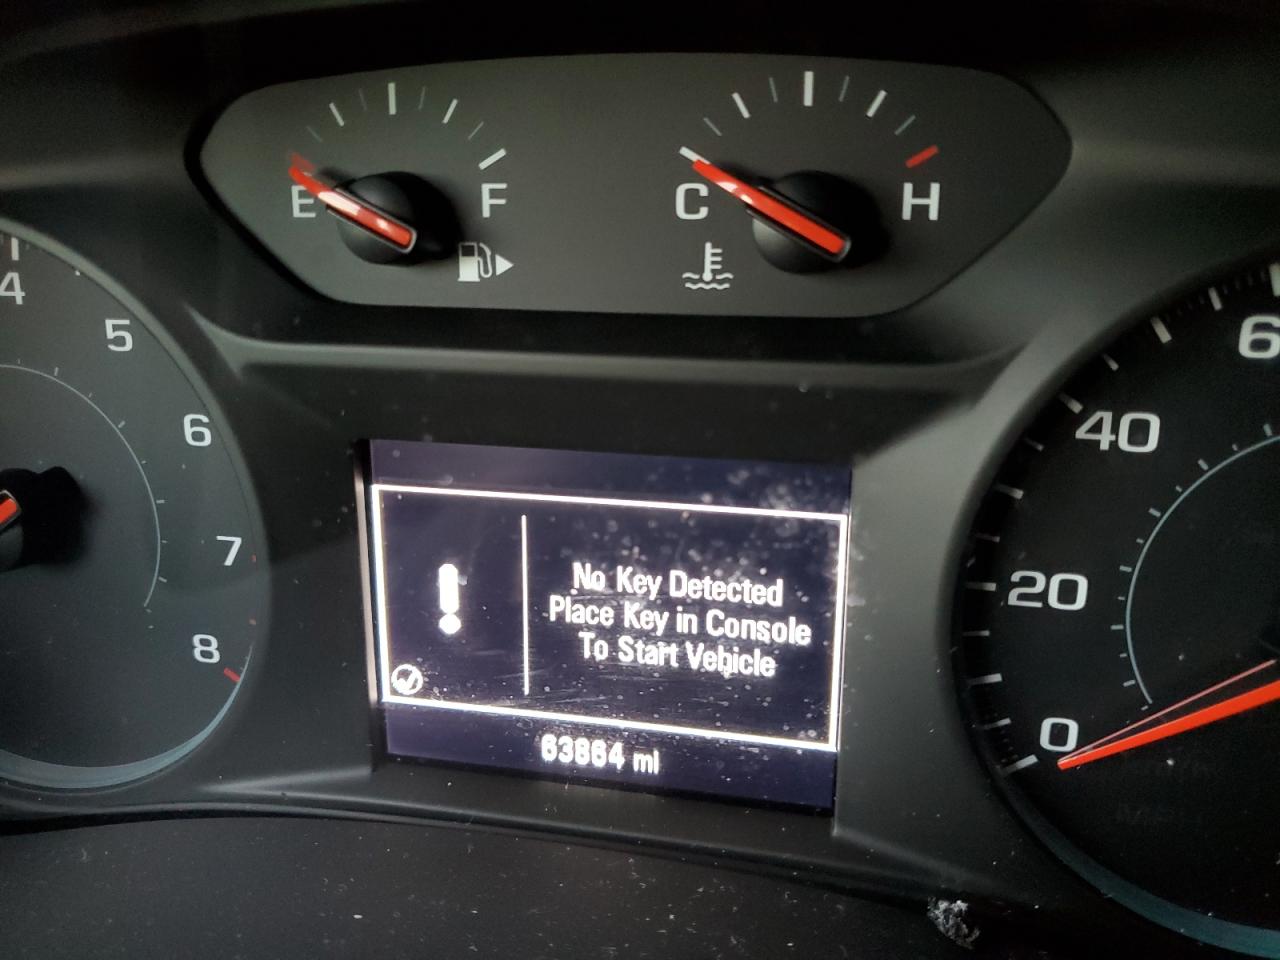 E F
C H
4
5
6
7
8
6
40
20
0
No Key Detected
Place Key in Console
To Start Vehicle
63864 mi